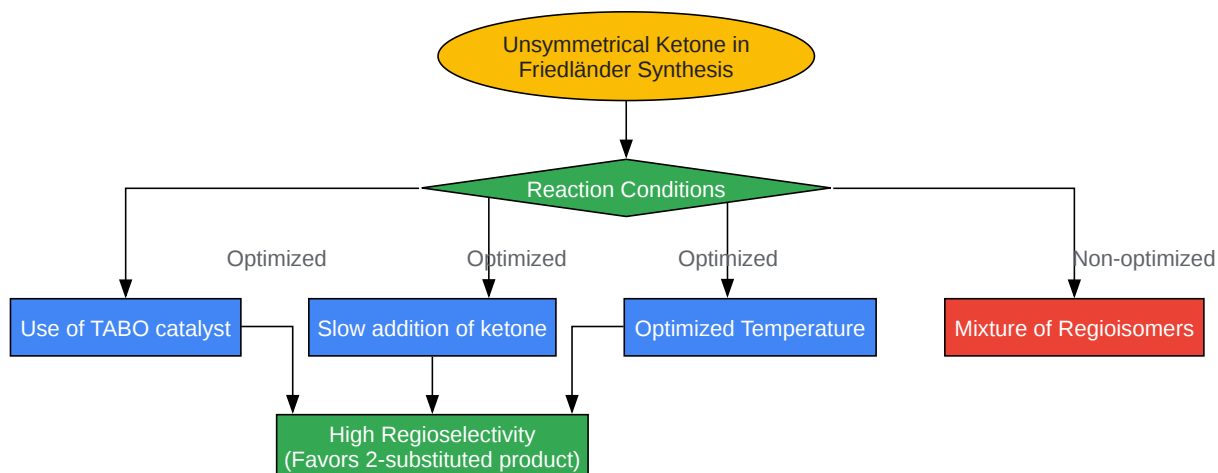 Unsymmetrical Ketone in
Friedländer Synthesis
Reaction Conditions
Optimized
Optimized
Optimized
Non-optimized
Use of TABO catalyst
Slow addition of ketone
Optimized Temperature
Mixture of Regioisomers
High Regioselectivity
(Favors 2-substituted product)